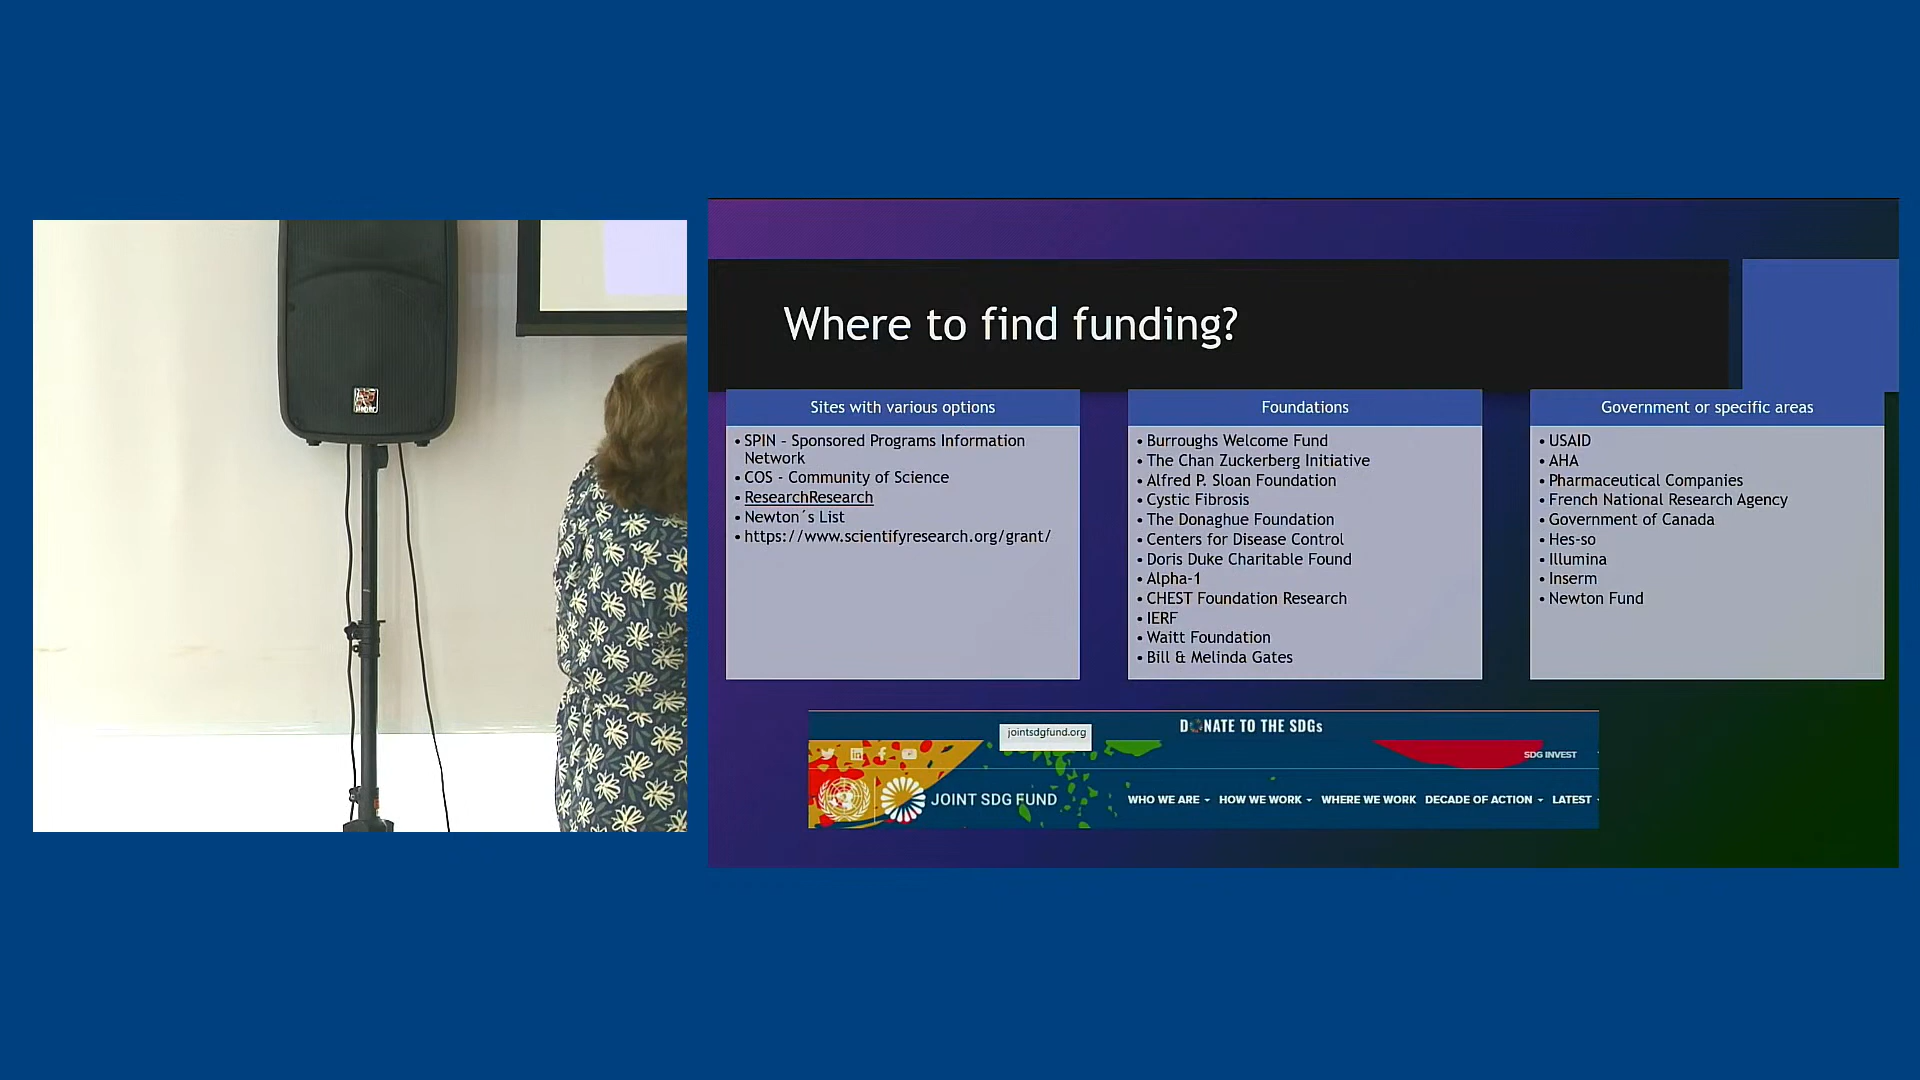 Where to find funding?
Sites with various options
• SPIN - Sponsored Programs Information
Network
• COS - Community of Science
• ResearchResearch
• Newton´s List
• https://www.scientifyresearch.org/grant/
Foundations
• Burroughs Welcome Fund
• The Chan Zuckerberg Initiative
• Alfred P. Sloan Foundation
• Cystic Fibrosis
• The Donaghue Foundation
• Centers for Disease Control
• Doris Duke Charitable Found
• Alpha-1
• CHEST Foundation Research
• IERF
• Waitt Foundation
• Bill & Melinda Gates
Government or specific areas
• USAID
• AHA
• Pharmaceutical Companies
• French National Research Agency
• Government of Canada
• Hes-so
• Illumina
• Inserm
• Newton Fund
DONATE TO THE SDGs
jointsdgfund.org
SDG INVEST
JOINT SDG FUND
WHO WE ARE HOW WE WORK WHERE WE WORK DECADE OF ACTION LATEST